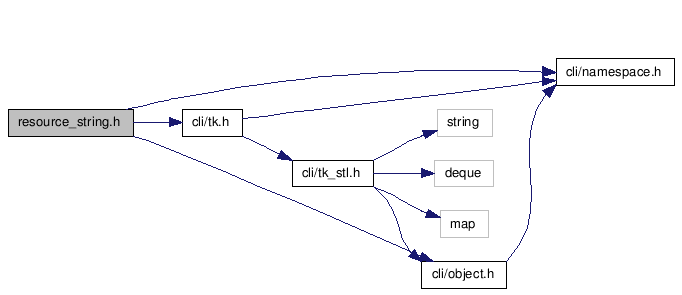 cli/namespace.h
resource_string.h
cli/tk.h
string
cli/tk_stl.h
deque
map
cli/object.h